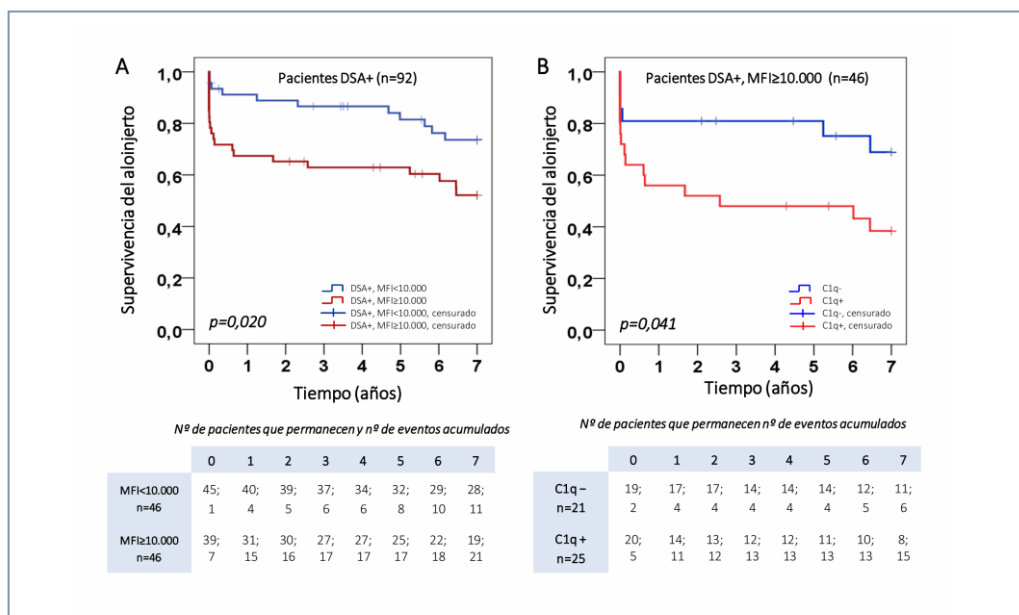 A
Pacientes DSA+ (n=92)
Supervivencia del aloinjerto
1,0
0,8
0,6
0,4
0,2
0,0
DSA+, MFI<10.000
DSA+, MFI≥10.000
DSA+, MFI<10.000, censurado
DSA+, MFI≥10.000, censurado
p=0,020
0 1 2 3 4 5 6 7
Tiempo (años)
Nº de pacientes que permanecen y nº de eventos acumulados
0 1 2 3 4 5 6 7
MFI<10.000 45; 40; 39; 37; 34; 32; 29; 28;
n=46 1 4 5 6 6 8 10 11
MFI≥10.000 39; 31; 30; 27; 27; 25; 22; 19;
n=46 7 15 16 17 17 17 18 21
B
Pacientes DSA+, MFI≥10.000 (n=46)
Supervivencia del aloinjerto
1,0
0,8
0,6
0,4
0,2
0,0
C1q-
C1q+
C1q-, censurado
C1q+, censurado
p=0,041
0 1 2 3 4 5 6 7
Tiempo (años)
Nº de pacientes que permanecen nº de eventos acumulados
0 1 2 3 4 5 6 7
C1q – 19; 17; 17; 14; 14; 14; 12; 11;
n=21 2 4 4 4 4 4 5 6
C1q + 20; 14; 13; 12; 12; 11; 10; 8;
n=25 5 11 12 13 13 13 13 15